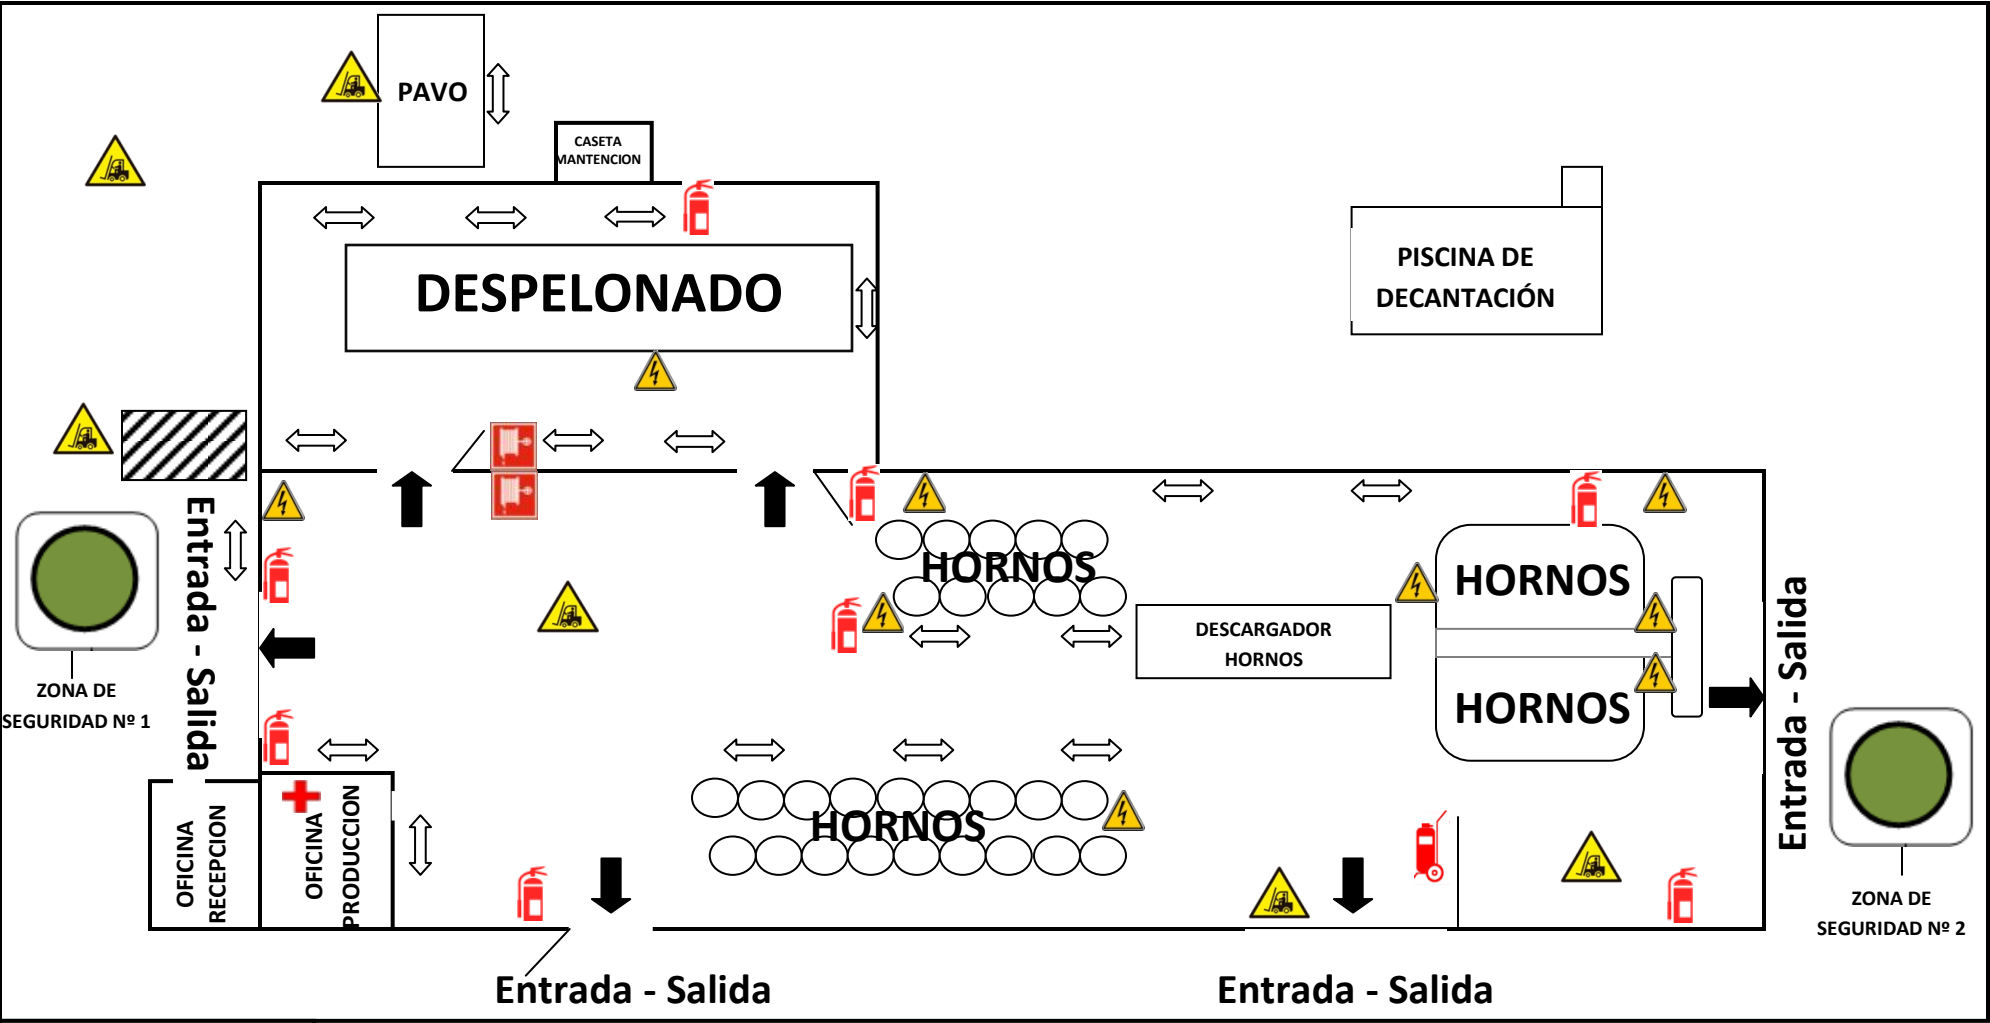 PAVO
CASETA
MANTENCION
DESPELONADO
PISCINA DE
DECANTACIÓN
Entrada - Salida
ZONA DE
SEGURIDAD Nº 1
HORNOS
DESCARGADOR
HORNOS
HORNOS
HORNOS
Entrada - Salida
HORNOS
OFICINA
RECEPCION
OFICINA
PRODUCCION
ZONA DE
SEGURIDAD Nº 2
Entrada - Salida
Entrada - Salida